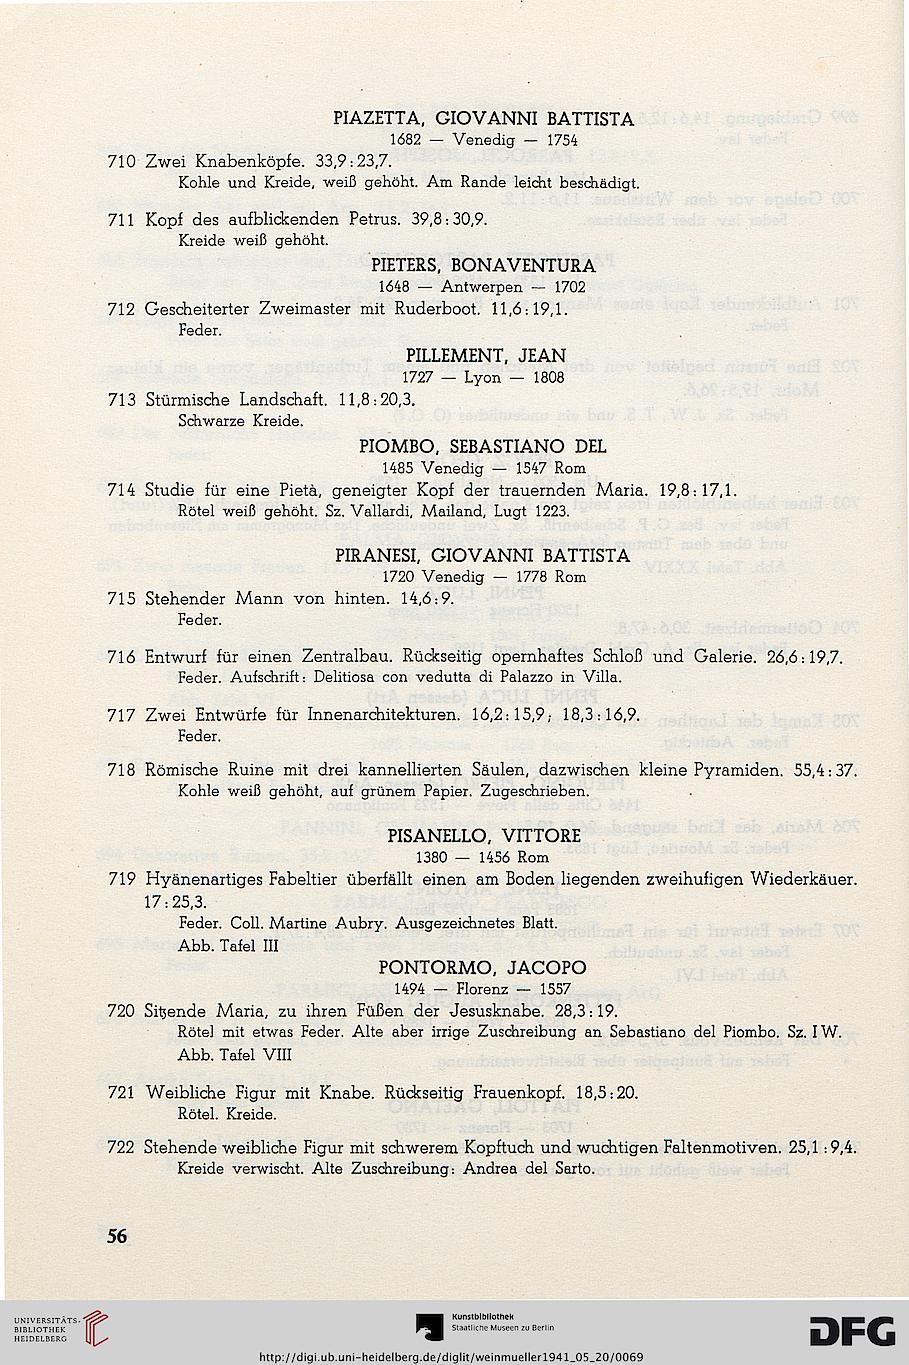 PIAZETTA, GIOVANNI BATTISTA
1682 — Venedig — 1754
710 Zwei Knabenköpfe. 33,9:23,7.
Kohle und Kreide, weiß gehöht. Am Rande leicht beschädigt.
711 Kopf des aufblickenden Petrus. 39,8:30,9.
Kreide weiß gehöht.
PIETERS, BONAVENTURA
1648 — Antwerpen — 1702
712 Gescheiterter Zweimaster mit Ruderboot. 11,6:19,1.
Feder.
PILLEMENT, JEAN
1727 — Lyon — 1808
713 Stürmische Landschaft. 11,8:20,3.
Schwarze Kreide.
PIOMBO, SEBASTIANO DEL
1485 Venedig — 1547 Rom
714 Studie für eine Pietà, geneigter Kopf der trauernden Maria. 19,8:17,1.
Rötel weiß gehöht. Sz. Vallardi, Mailand, Lugt 1223.
PIRANESI, GIOVANNI BATTISTA
1720 Venedig — 1778 Rom
715 Stehender Mann von hinten. 14,6:9.
Feder.
716 Entwurf für einen Zentralbau. Rückseitig opernhaftes Schloß und Galerie. 26,6:19,7.
Feder. Aufschrift: Delitiosa con vedutta di Palazzo in Villa.
717 Zwei Entwürfe für Innenarchitekturen. 16,2:15,9; 18,3:16,9.
Feder.
718 Römische Ruine mit drei kannellierten Säulen, dazwischen kleine Pyramiden. 55,4:37.
Kohle weiß gehöht, auf grünem Papier. Zugeschrieben.
PISANELLO, VITTORE
1380 — 1456 Rom
719 Hyänenartiges Fabeltier überfällt einen am Boden liegenden zweihufigen Wiederkäuer.
17:25,3.
Feder. Coll. Martine Aubry. Ausgezeichnetes Blatt.
Abb. Tafel III
PONTORMO, JACOPO
1494 — Florenz — 1557
720 Sitzende Maria, zu ihren Füßen der Jesusknabe. 28,3:19.
Rötel mit etwas Feder. Alte aber irrige Zuschreibung an Sebastiano del Piombo. Sz. I W.
Abb. Tafel VIII
721 Weibliche Figur mit Knabe. Rückseitig Frauenkopf. 18,5:20.
Rötel. Kreide.
722 Stehende weibliche Figur mit schwerem Kopftuch und wuchtigen Faltenmotiven. 25,1:9,4.
Kreide verwischt. Alte Zuschreibung: Andrea del Sarto.
56
UNIVERSITÄTS-
BIBLIOTHEK
HEIDELBERG
Kunstbibliothek
Staatliche Museen zu Berlin
DFG
http://digi.ub.uni-heidelberg.de/diglit/weinmueller1941_05_20/0069